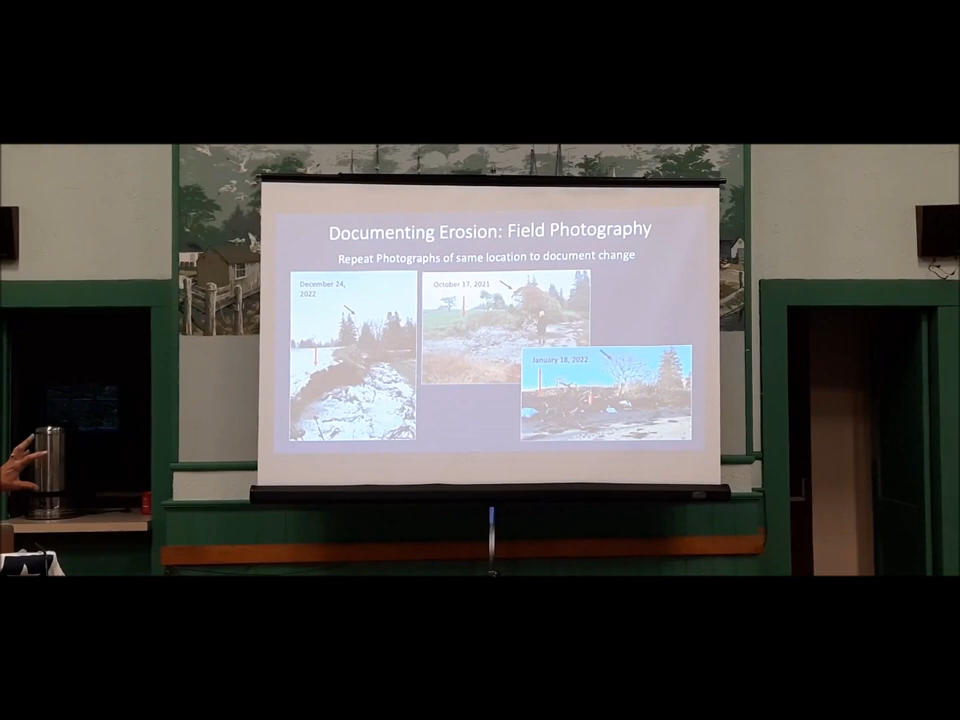 Documenting Erosion: Field Photography
Repeat Photographs of same location to document change
December 24,
2022
October 17, 2021
January 18, 2022